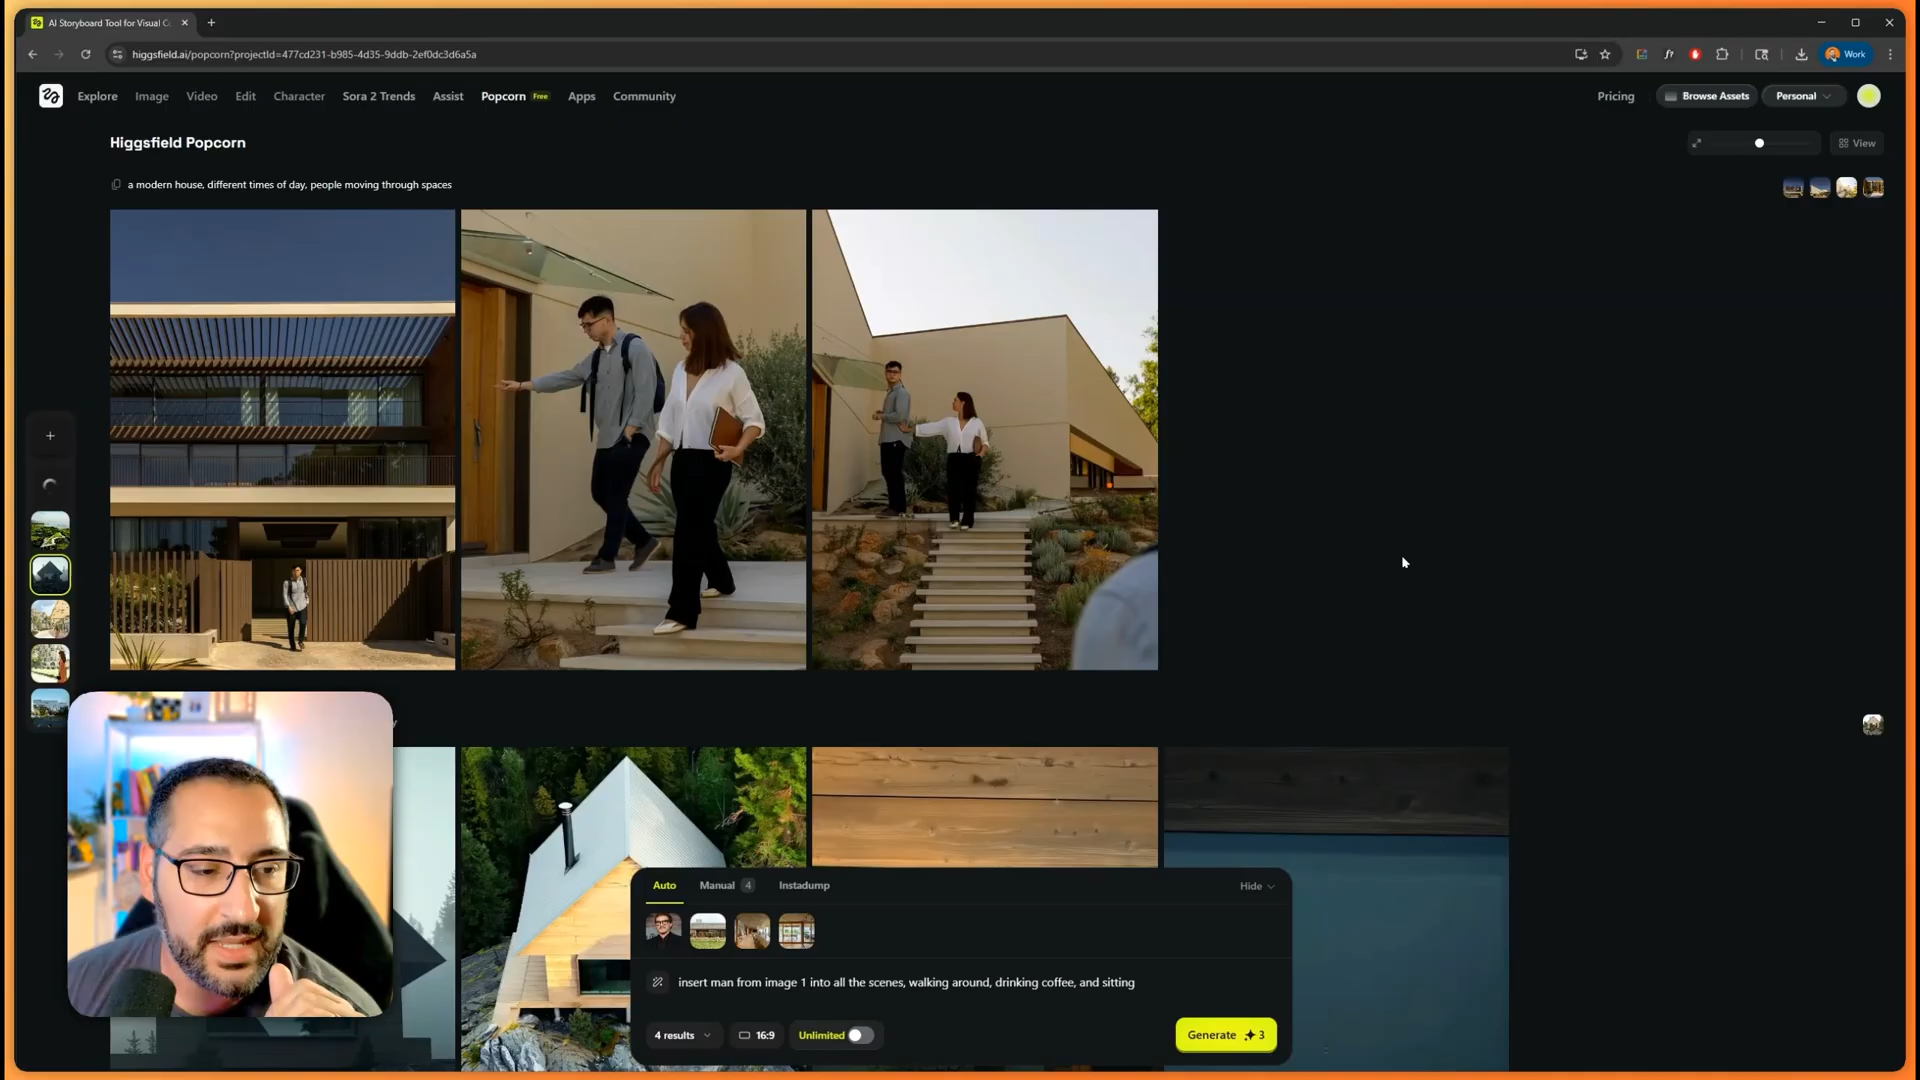 AI Storyboard Tool for Visual C
higgsfield.ai/popcorn?projectId=477cd231-b985-4d35-9ddb-2ef0dc3d6a5a
f?
Work
Explore Image Video Edit Character Sora 2 Trends Assist Popcorn Free Apps Community
Pricing Browse Assets Personal
Higgsfield Popcorn
View
a modern house, different times of day, people moving through spaces
Auto Manual 4 Instadump Hide
insert man from image 1 into all the scenes, walking around, drinking coffee, and sitting
4 results 16:9 Unlimited Generate 3